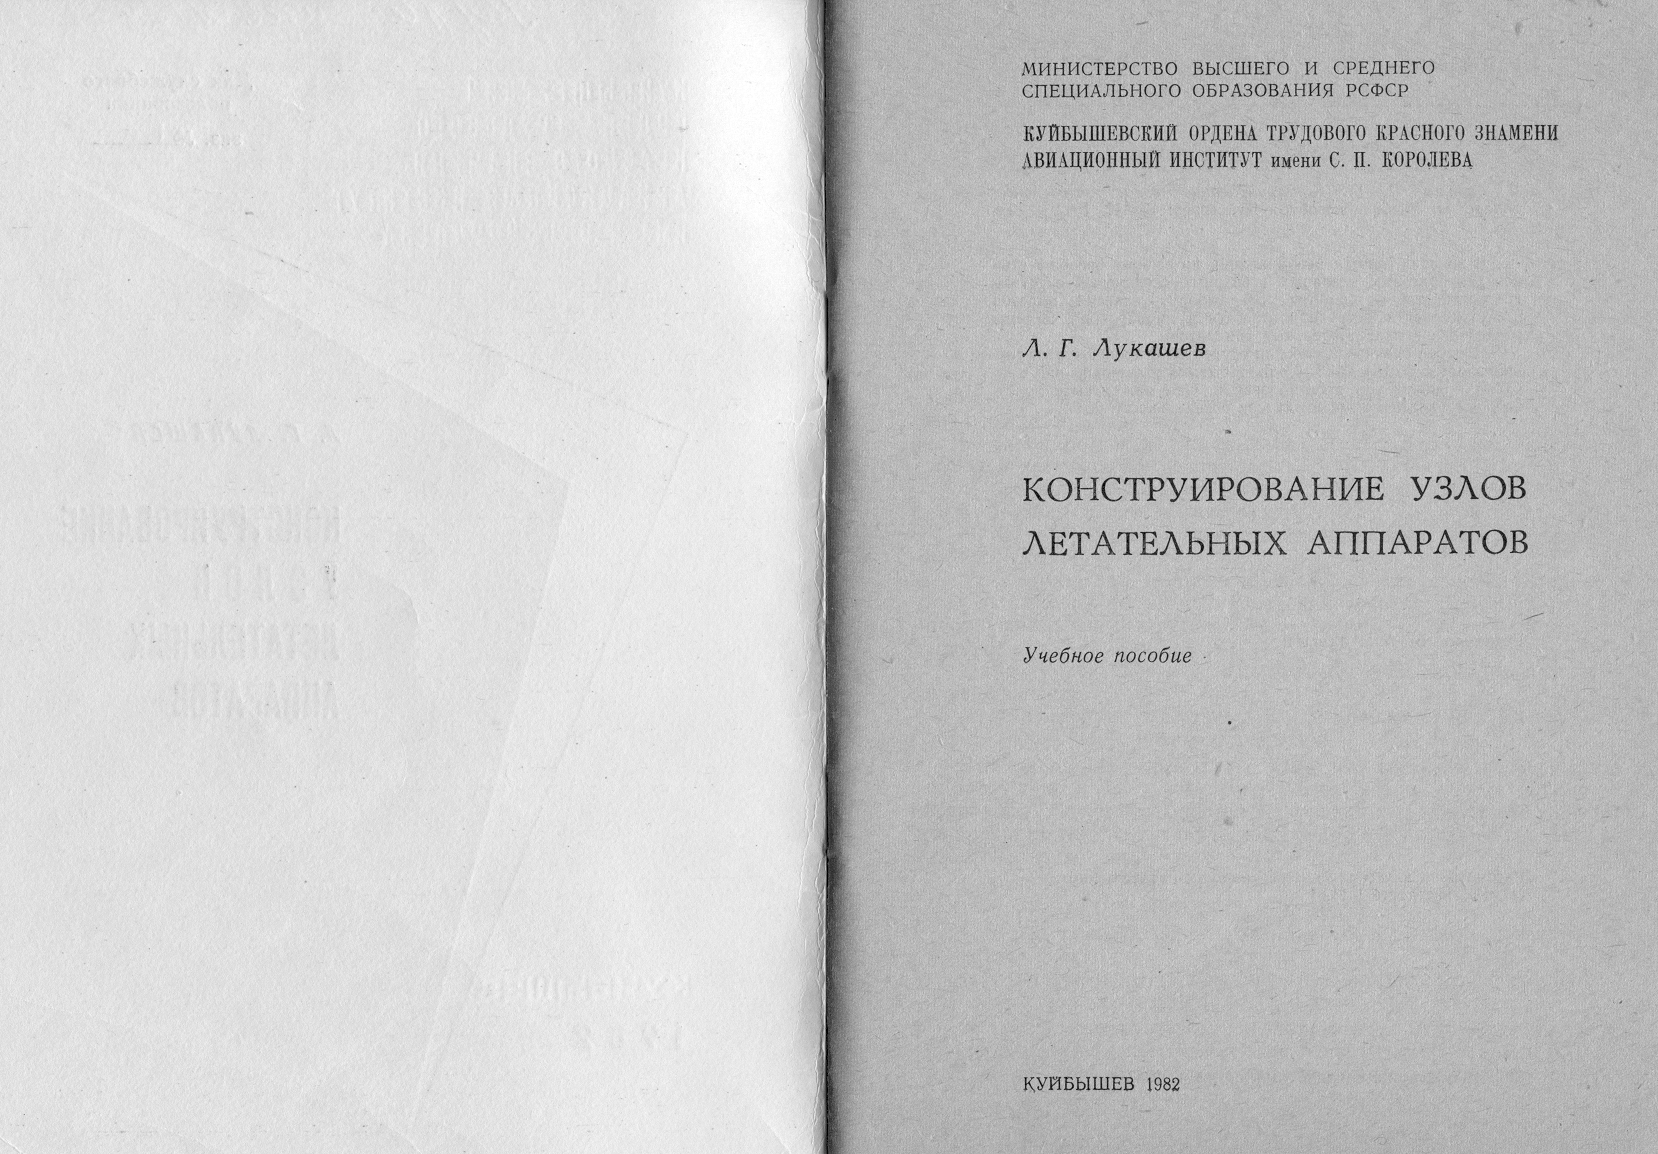 МИНИСТЕРСТВО ВЫСШЕГО И СРЕДНЕГО
СПЕЦИАЛЬНОГО ОБРАЗОВАНИЯ РСФСР
КУЙБЫШЕВСКИЙ ОРДЕНА ТРУДОВОГО КРАСНОГО ЗНАМЕНИ
АВИАЦИОННЫЙ ИНСТИТУТ имени С. П. КОРОЛЕВА
Л. Г. Лукашев
КОНСТРУИРОВАНИЕ УЗЛОВ
ЛЕТАТЕЛЬНЫХ АППАРАТОВ
Учебное пособие
КУЙБЫШЕВ 1982